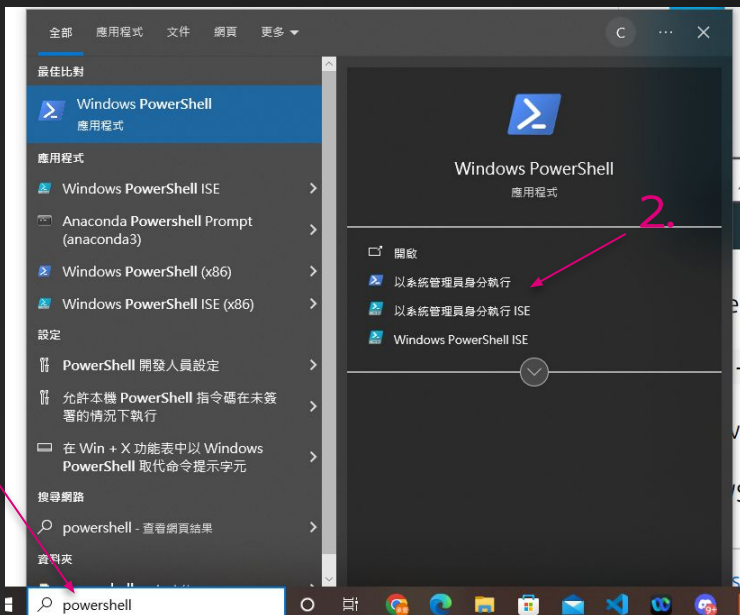 全部 應用程式 文件 網頁 更多
C
最佳比對
Windows PowerShell
應用程式
應用程式
Windows PowerShell ISE
Anaconda Powershell Prompt
(anaconda3)
Windows PowerShell (x86)
Windows PowerShell ISE (x86)
設定
PowerShell 開發人員設定
允許本機 PowerShell 指令碼在未簽
署的情況下執行
在 Win + X 功能表中以 Windows
PowerShell 取代命令提示字元
搜尋網路
powershell - 查看網頁結果
資料夾
powershell
Windows PowerShell
應用程式
2.
開啟
以系統管理員身分執行
以系統管理員身分執行 ISE
Windows PowerShell ISE
9+